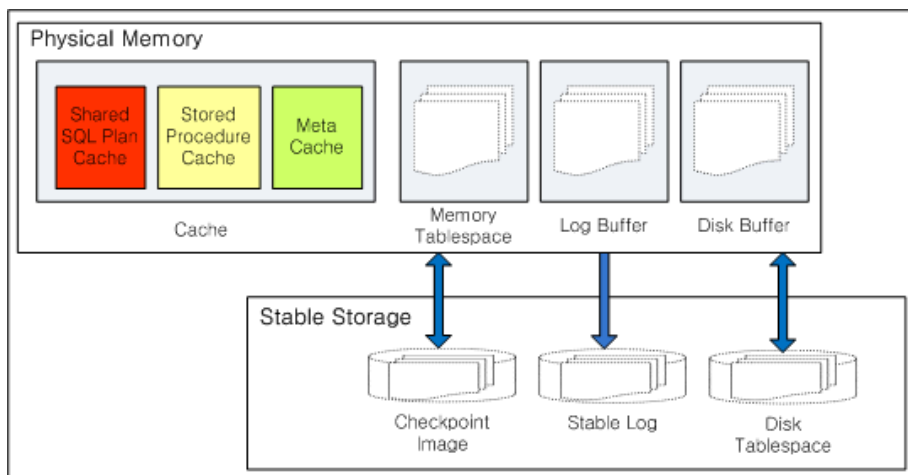 Physical Memory
Shared
SQL Plan
Cache
Stored
Procedure
Cache
Meta
Cache
Cache
Memory
Tablespace
Log Buffer
Disk Buffer
Stable Storage
Checkpoint
Image
Stable Log
Disk
Tablespace